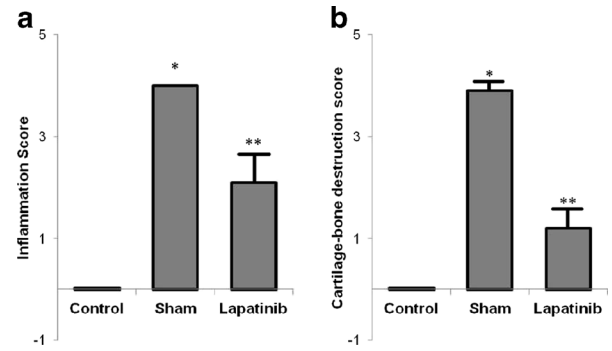 a
Inflammation Score
5
3
1
-1
*
**
Control Sham Lapatinib
b
Cartilage-bone destruction score
5
3
1
-1
*
**
Control Sham Lapatinib